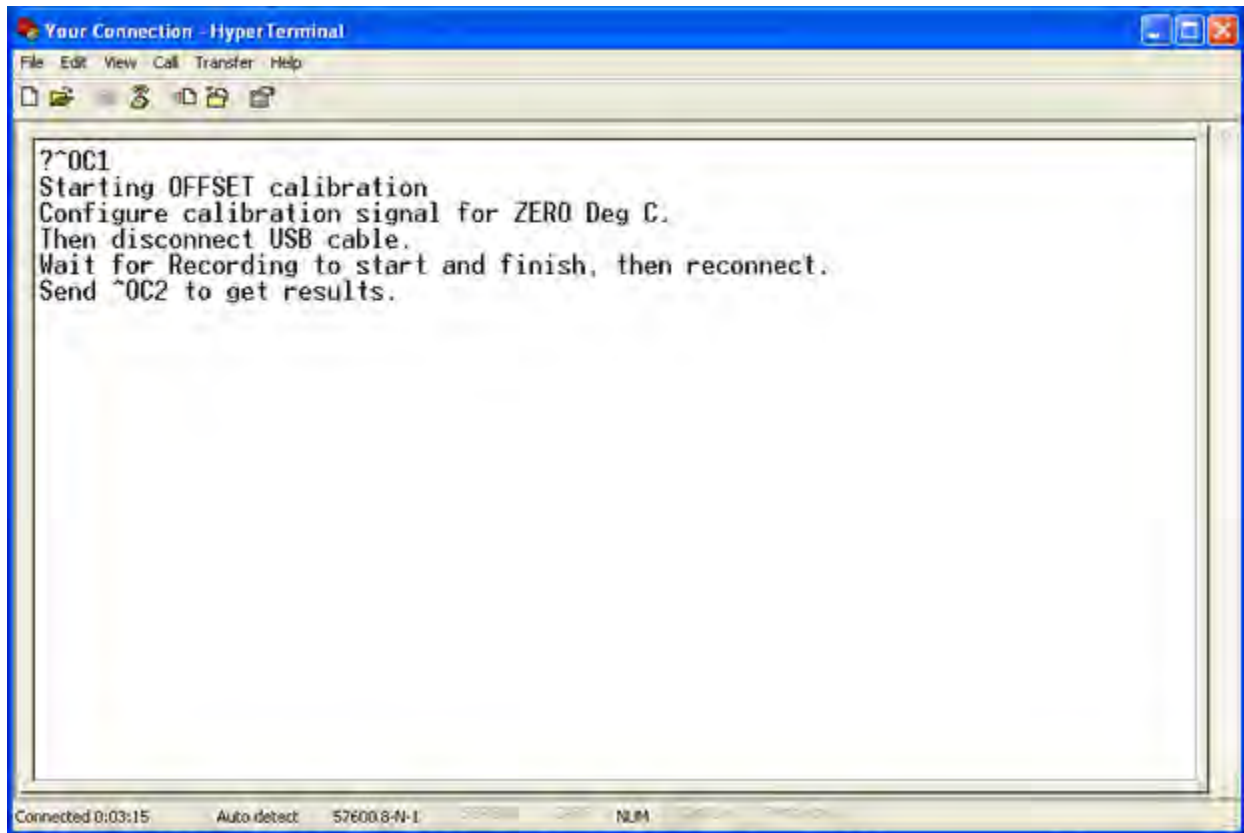 Your Connection - HyperTerminal
File Edit View Call Transfer Help
?^OC1
Starting OFFSET calibration
Configure calibration signal for ZERO Deg C.
Then disconnect USB cable.
Wait for Recording to start and finish, then reconnect.
Send ^OC2 to get results.
Connected 0:03:15 Auto detect 57600 8-N-1 NUM